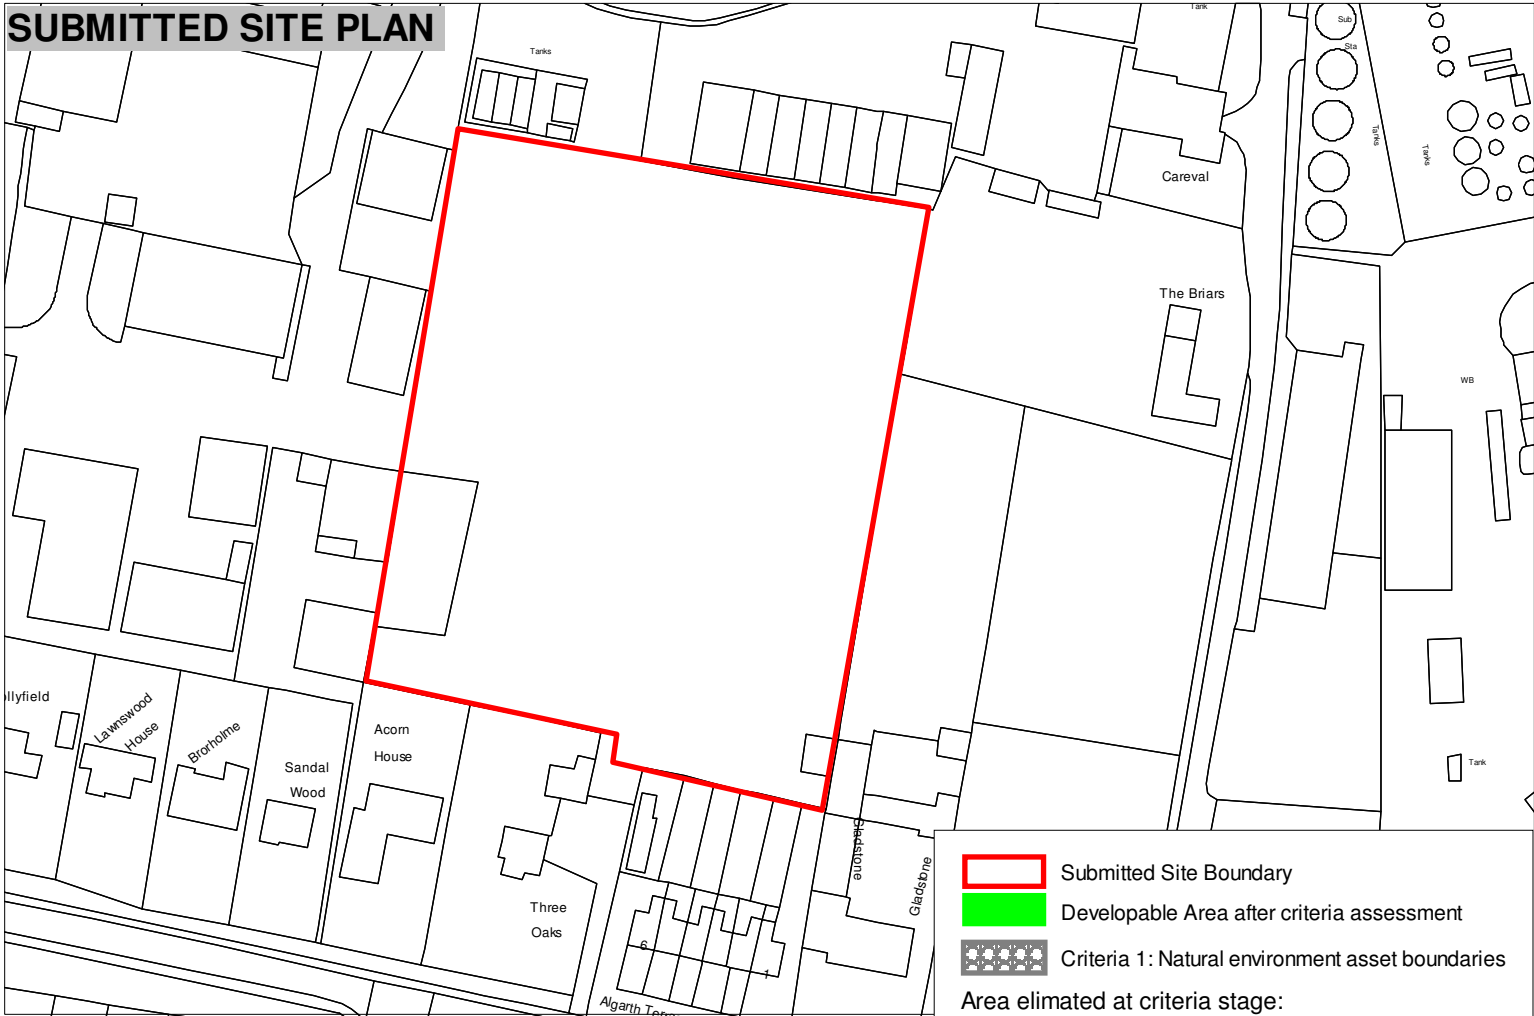 SUBMITTED SITE PLAN
Tanks
Tank
Sub
Sta
Tanks
Tanks
Careval
The Briars
WB
Tank
Lawnswood
House
Brorholme
Sandal
Wood
Acorn
House
Three
Oaks
6
1
Gladstone
Gladstone
Algarth
Submitted Site Boundary
Developable Area after criteria assessment
Criteria 1: Natural environment asset boundaries
Area elimated at criteria stage: